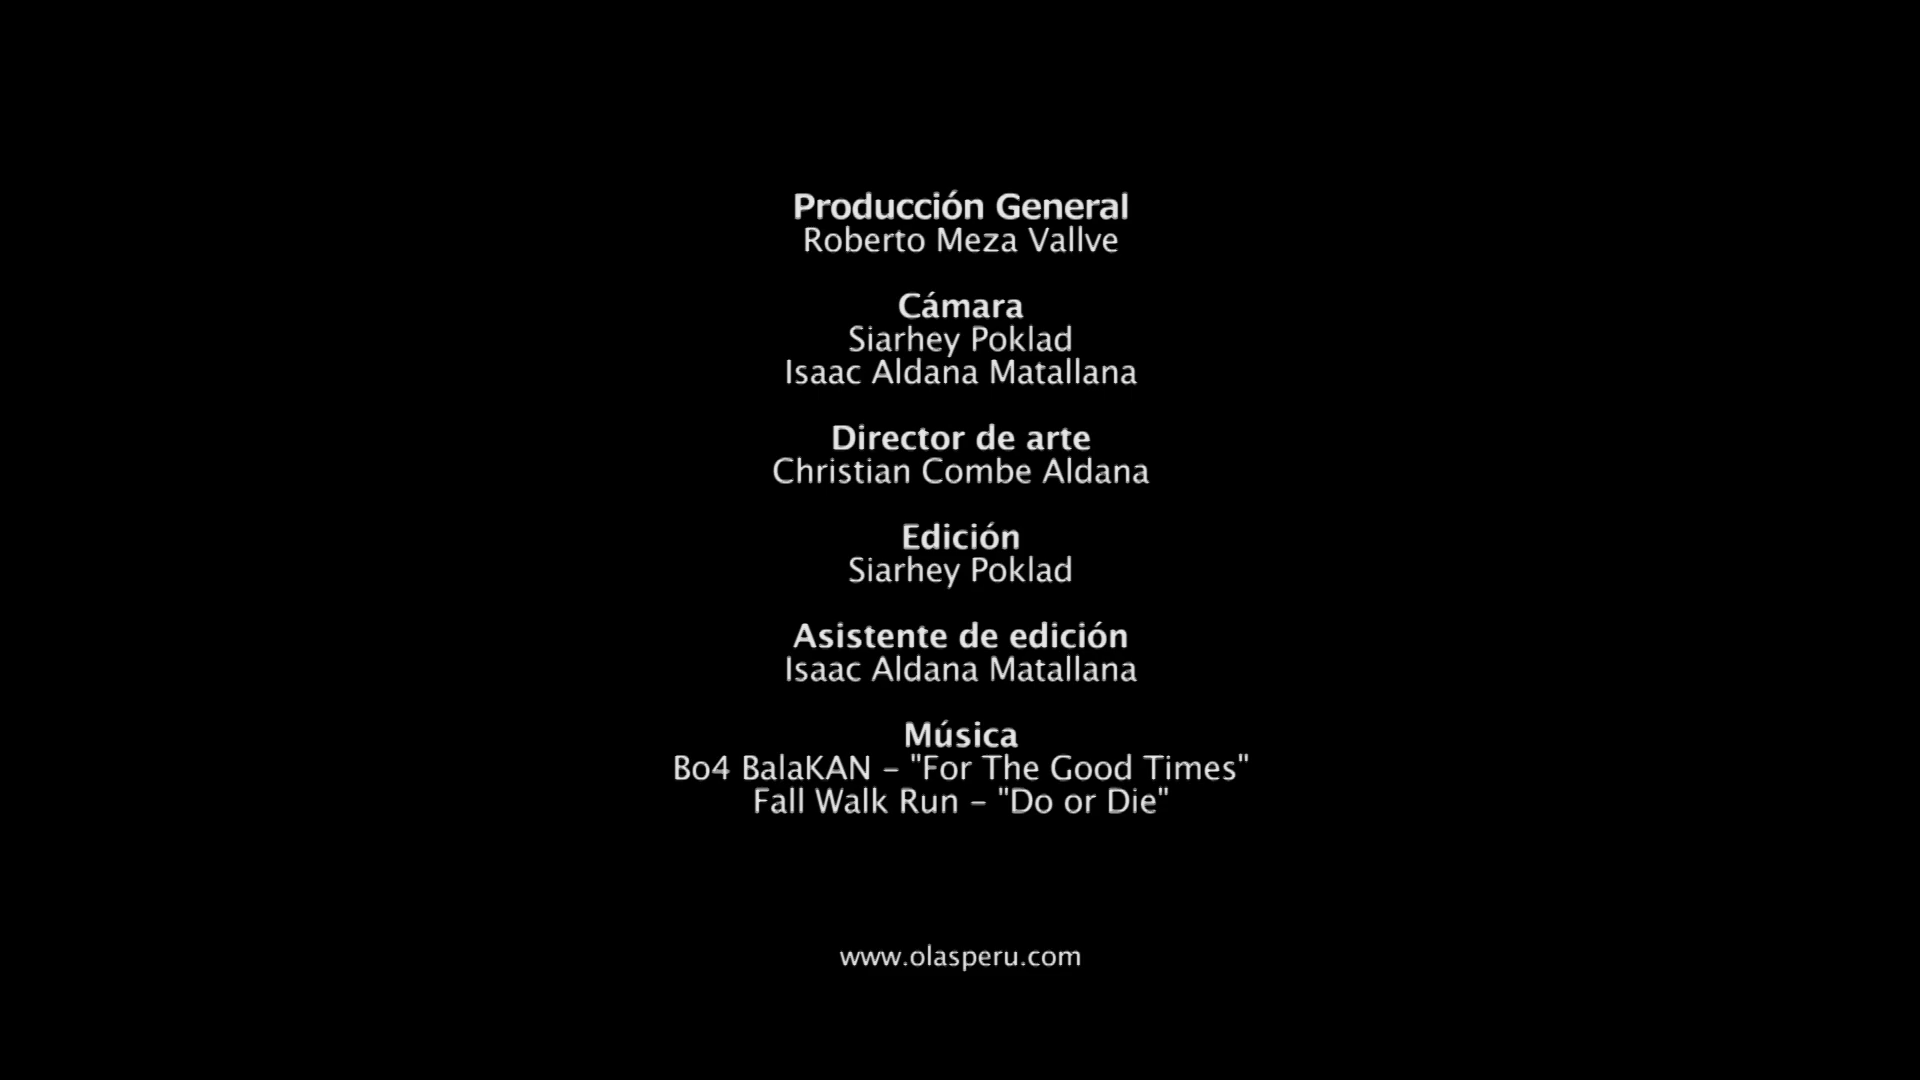 Producción General
Roberto Meza Vallve
Cámara
Siarhey Poklad
Isaac Aldana Matallana
Director de arte
Christian Combe Aldana
Edición
Siarhey Poklad
Asistente de edición
Isaac Aldana Matallana
Música
Bo4 BalaKAN – "For The Good Times"
Fall Walk Run – "Do or Die"
www.olasperu.com